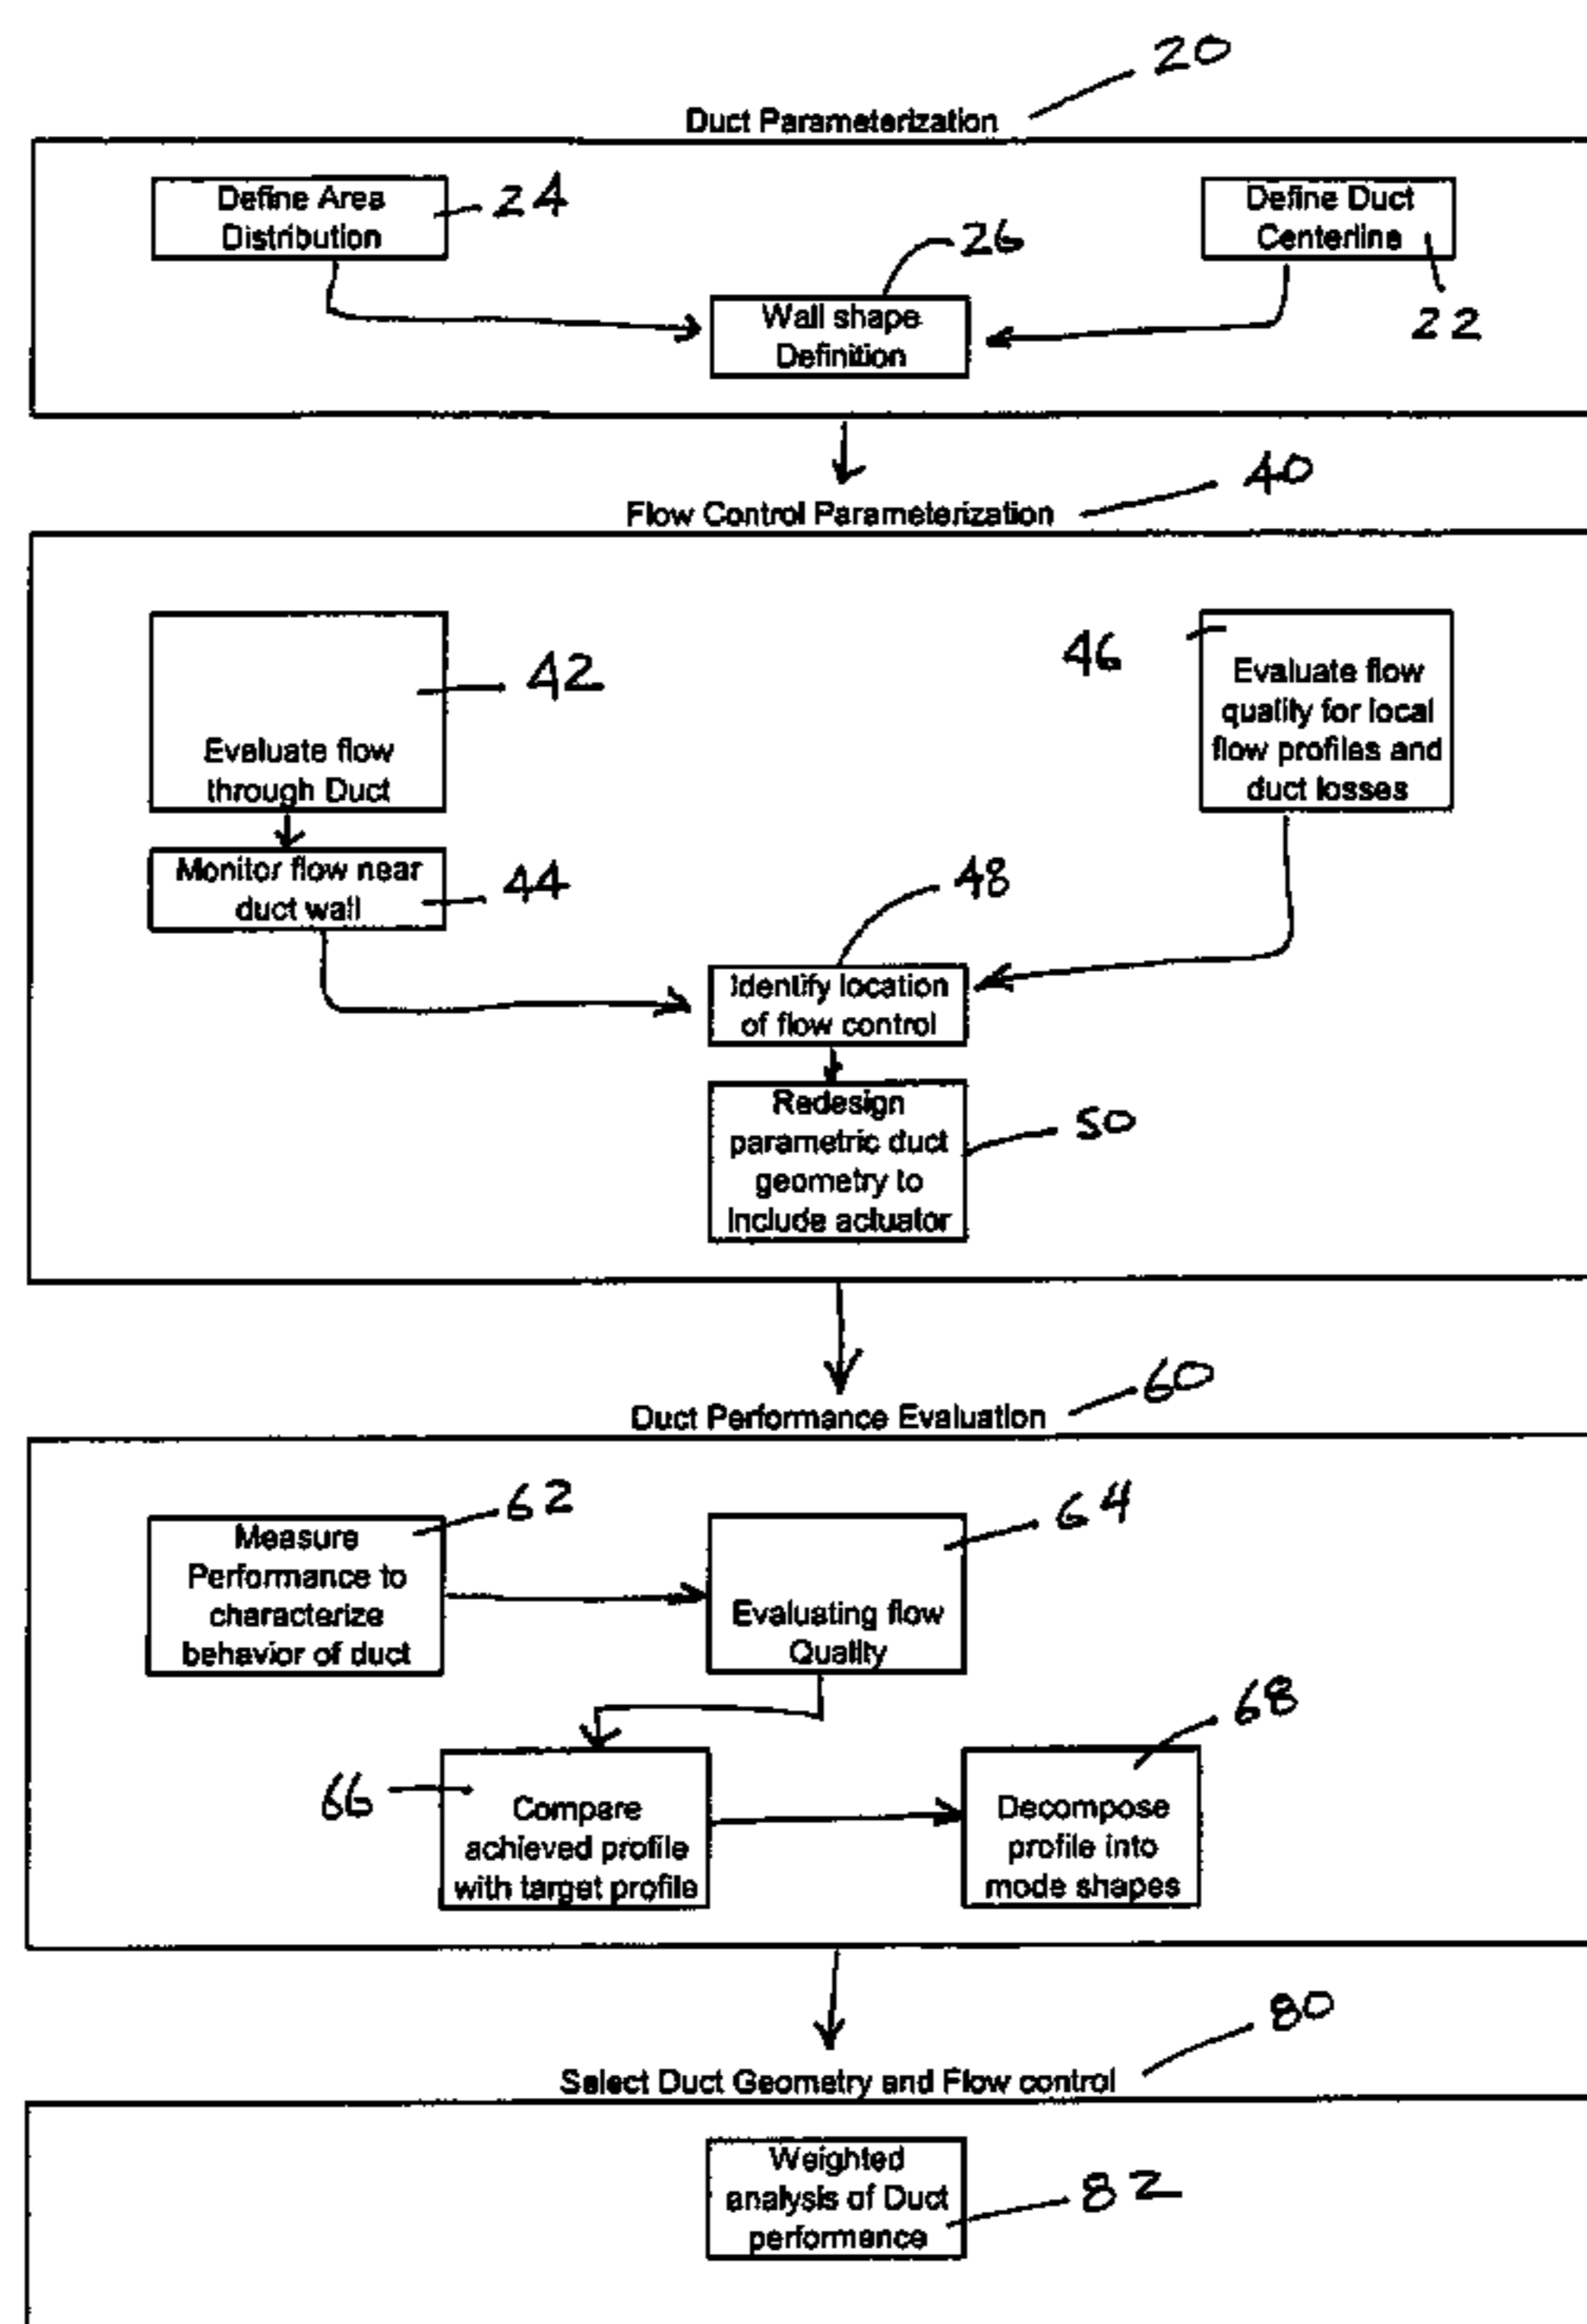 20
Duct Parameterization
Define Area
Distribution
24
Define Duct
Centerline
22
26
Wall shape
Definition
40
Flow Control Parameterization
42
Evaluate flow
through Duct
46
Evaluate flow
quality for local
flow profiles and
duct losses
Monitor flow near
duct wall
44
48
Identify location
of flow control
Redesign
parametric duct
geometry to
include actuator
50
60
Duct Performance Evaluation
Measure
Performance to
characterize
behavior of duct
62
Evaluating flow
Quality
64
66
Compare
achieved profile
with target profile
68
Decompose
profile into
mode shapes
80
Select Duct Geometry and Flow control
Weighted
analysis of Duct
performance
82